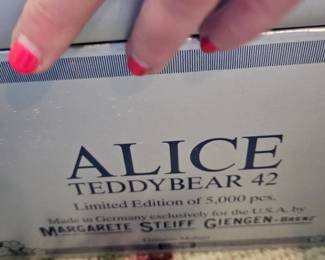 ALICE
TEDDYBEAR 42
Limited Edition of 5,000 pcs.
Made in Germany exclusively for the U.S.A. by
MARGARETE STEIFF GIENGEN-BRENZ